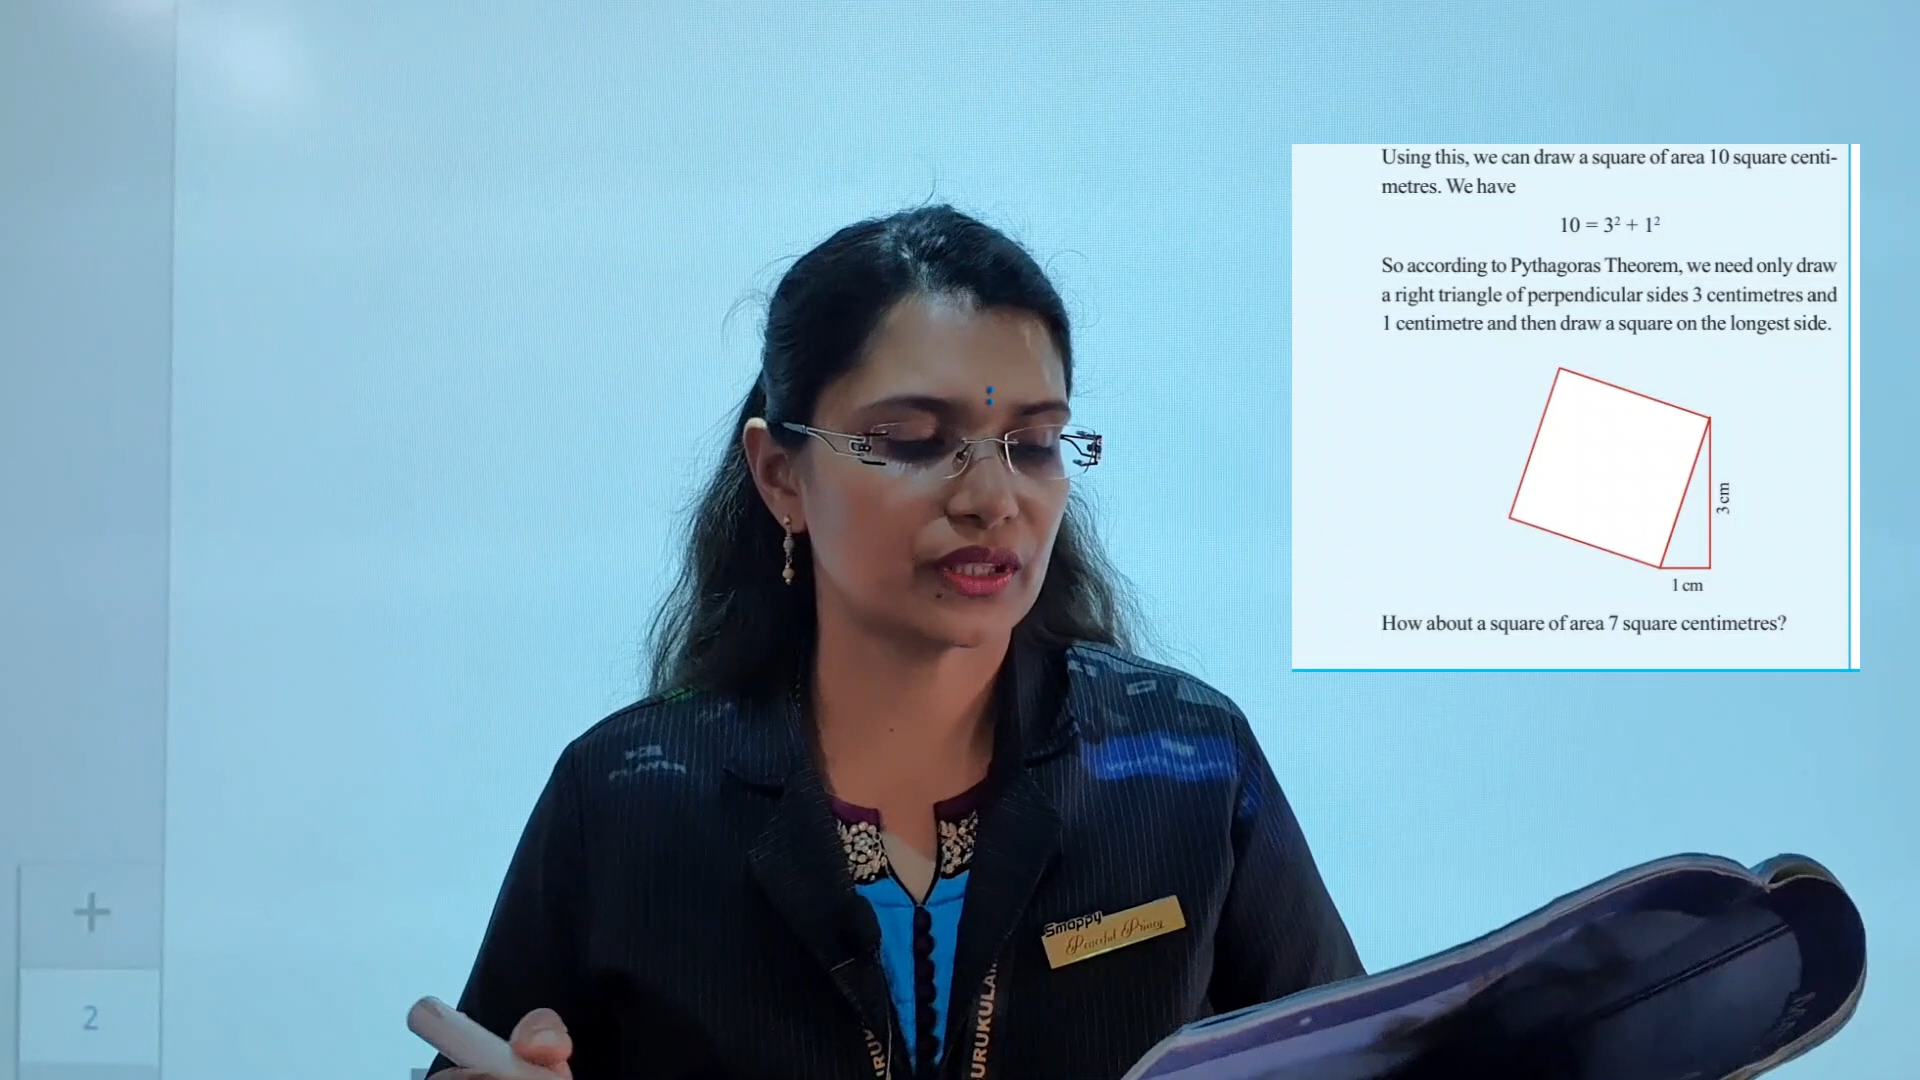 Using this, we can draw a square of area 10 square centi-
metres. We have
10 = 3² + 1²
So according to Pythagoras Theorem, we need only draw
a right triangle of perpendicular sides 3 centimetres and
1 centimetre and then draw a square on the longest side.
3 cm
1 cm
How about a square of area 7 square centimetres?
Smappy
+
2
URUKULA